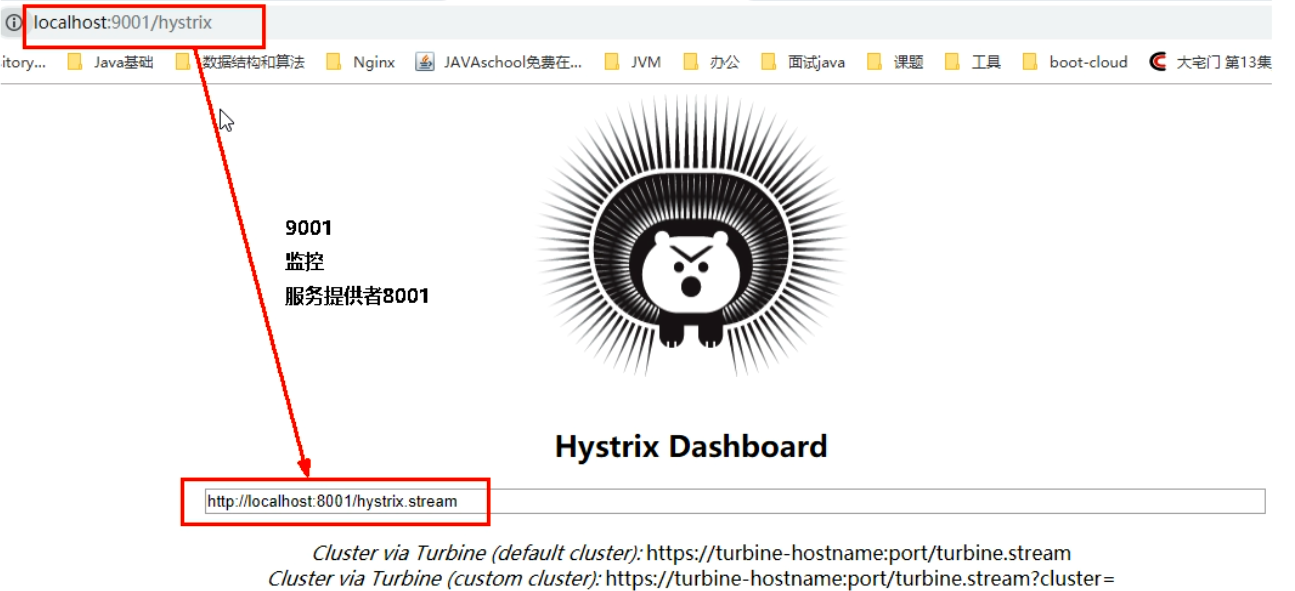 localhost:9001/hystrix
itory... Java基础 数据结构和算法 Nginx JAVAschool免费在... JVM 办公 面试java 课题 工具 boot-cloud 大宅门 第13集
9001
监控
服务提供者8001
Hystrix Dashboard
http://localhost:8001/hystrix.stream
Cluster via Turbine (default cluster): https://turbine-hostname:port/turbine.stream
Cluster via Turbine (custom cluster): https://turbine-hostname:port/turbine.stream?cluster=